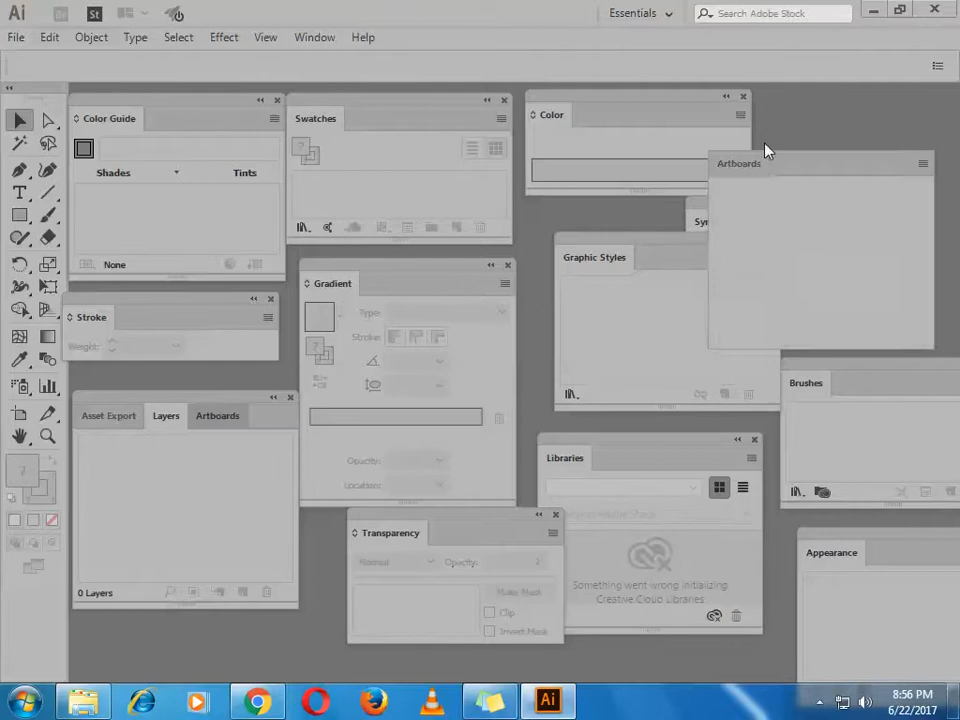 Ai Br St Essentials Search Adobe Stock
File Edit Object Type Select Effect View Window Help
Color Guide
Shades Tints
None
Swatches
?
Color
Artboards
Graphic Styles
Stroke
Weight:
Gradient
Type:
Stroke:
?
Opacity:
Location:
Asset Export Layers Artboards
0 Layers
?
Brushes
Libraries
Something went wrong initializing
Creative Cloud Libraries.
Transparency
Normal Opacity:
Make Mask
Clip
Invert Mask
Appearance
Ai
8:56 PM
6/22/2017